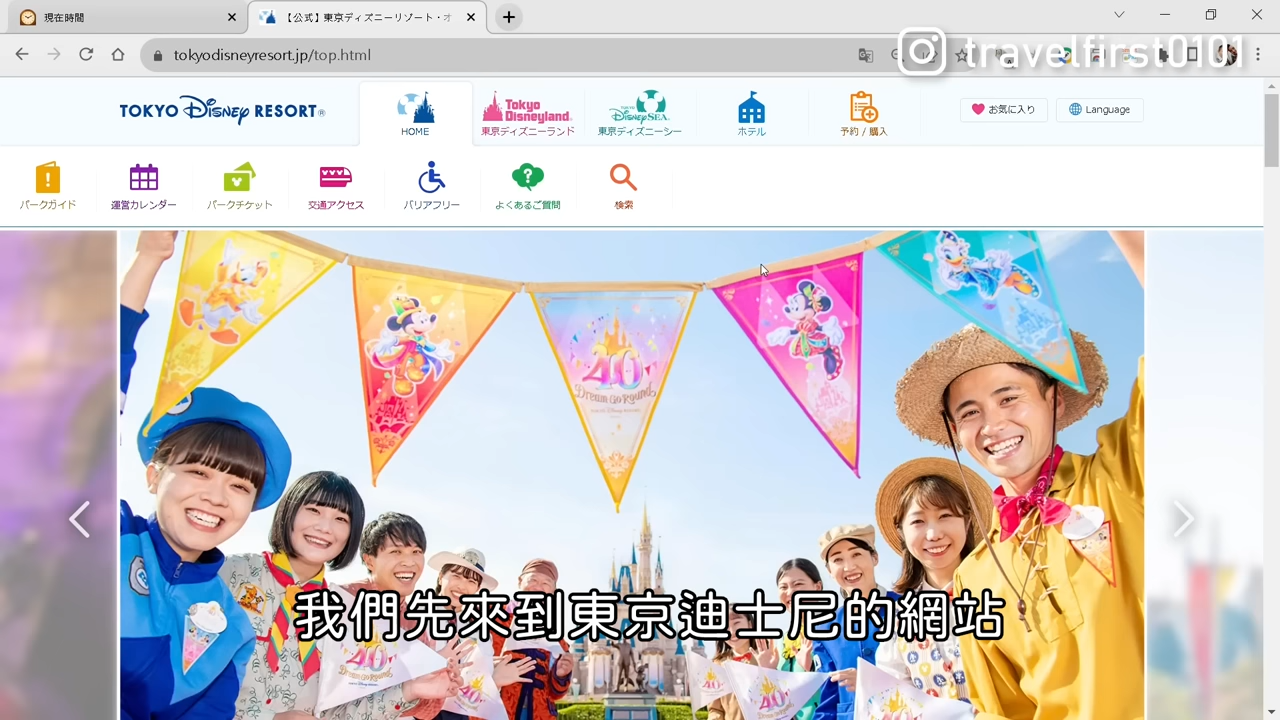 現在時間
【公式】東京ディズニーリゾート・オ
tokyodisneyresort.jp/top.html
travelfirst0101
TOKYO Disney RESORT®
HOME
Tokyo Disneyland
東京ディズニーランド
TOKYO DISNEY SEA
東京ディズニーシー
ホテル
予約 / 購入
お気に入り
Language
パークガイド
運営カレンダー
パークチケット
交通アクセス
バリアフリー
よくあるご質問
検索
40
Dream Go Round
我們先來到東京迪士尼的網站
40
40
40